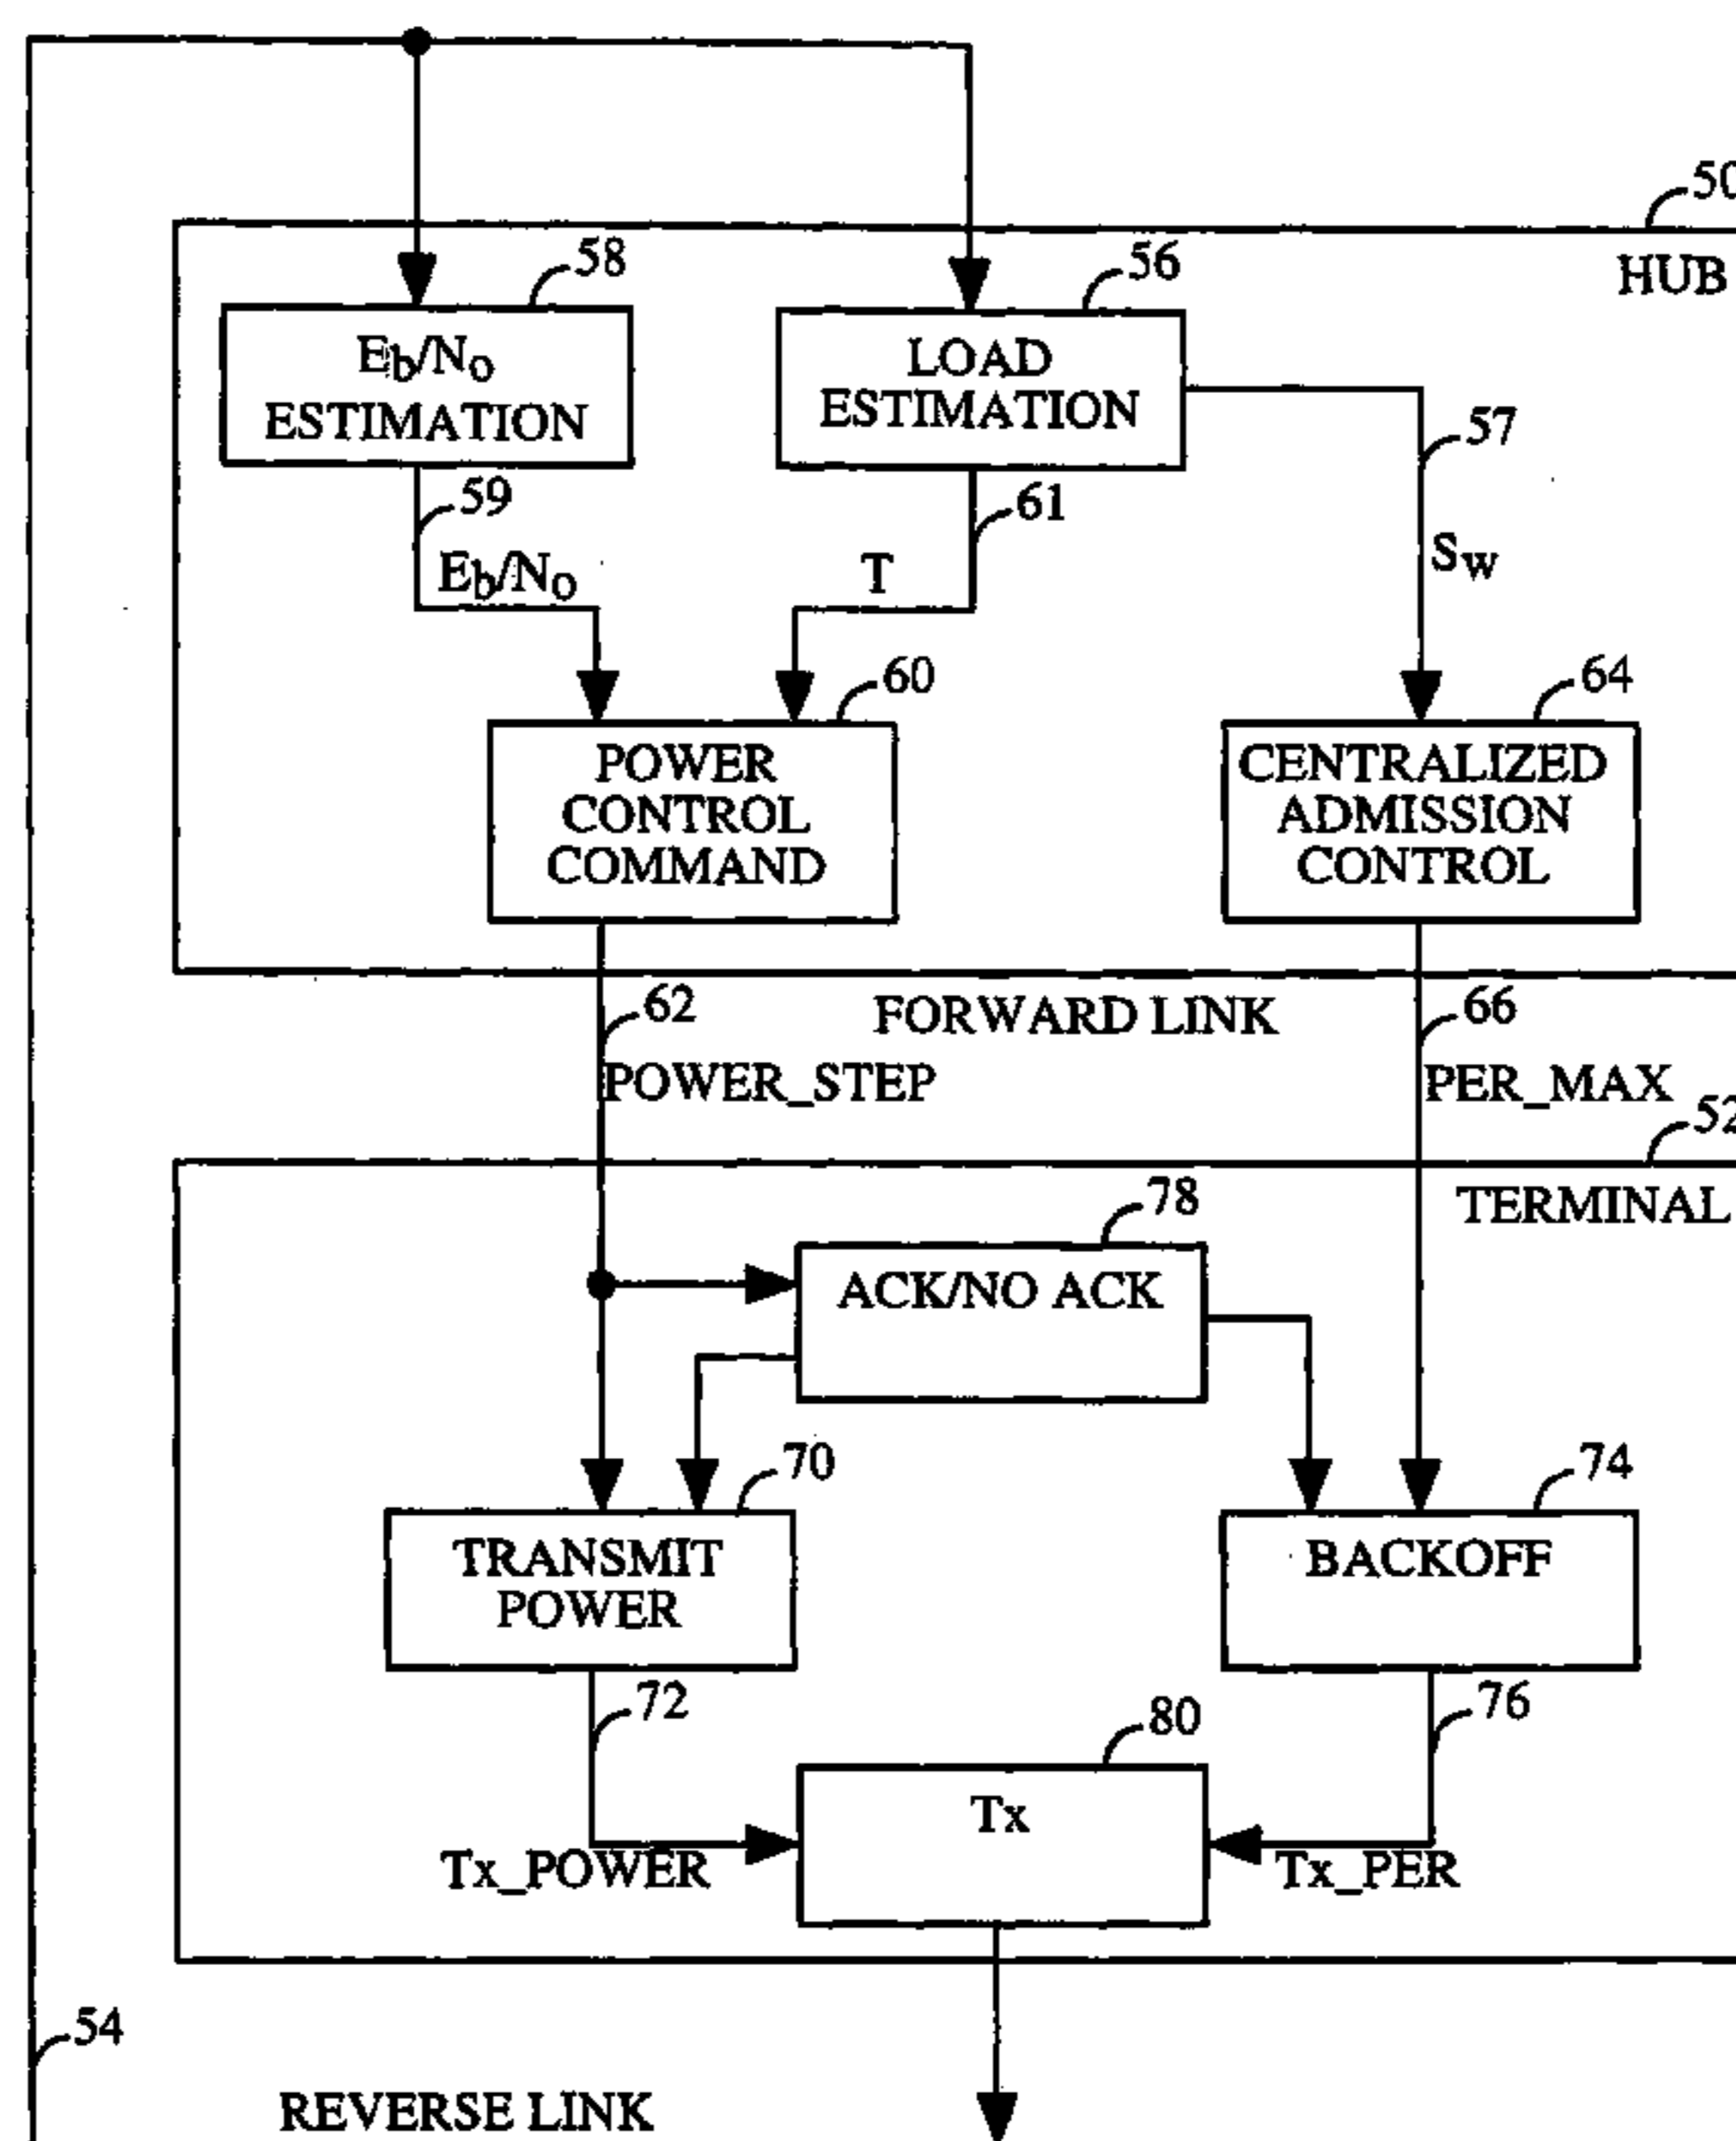 50
HUB
58
56
Eb/No
ESTIMATION
LOAD
ESTIMATION
57
59
61
Eb/No
T
Sw
60
64
POWER
CONTROL
COMMAND
CENTRALIZED
ADMISSION
CONTROL
62
FORWARD LINK
66
POWER_STEP
PER_MAX
52
TERMINAL
78
ACK/NO ACK
70
74
TRANSMIT
POWER
BACKOFF
72
80
76
Tx
Tx_POWER
Tx_PER
54
REVERSE LINK